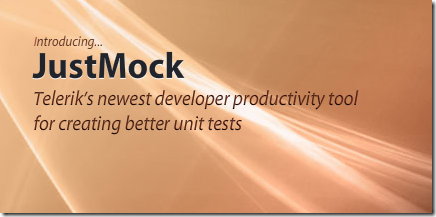 Introducing...
JustMock
Telerik's newest developer productivity tool
for creating better unit tests